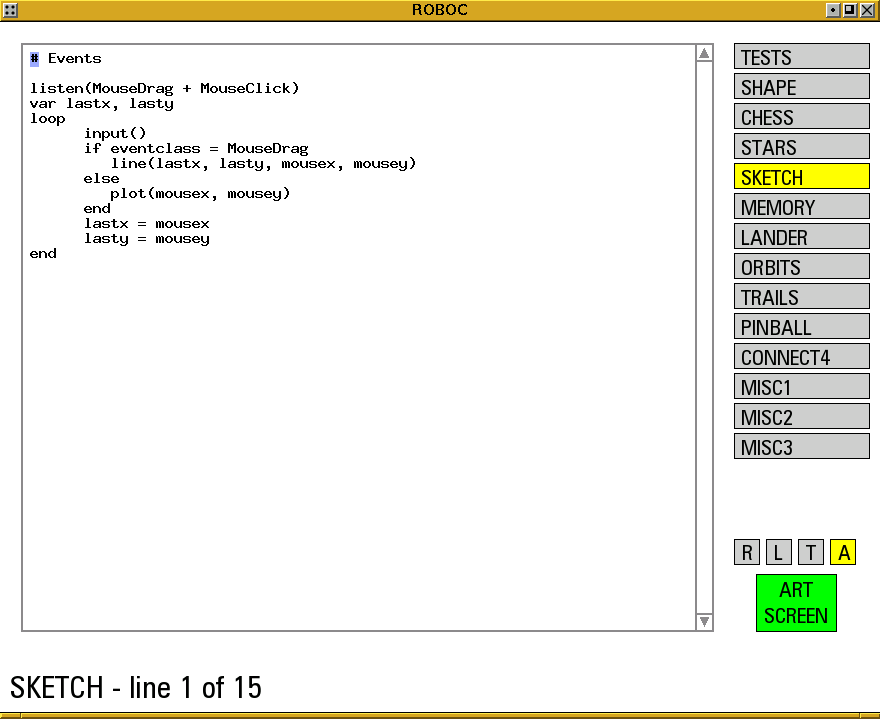 ROBOC
# Events
listen(MouseDrag + MouseClick)
var lastx, lasty
loop
input()
if eventclass = MouseDrag
line(lastx, lasty, mousex, mousey)
else
plot(mousex, mousey)
end
lastx = mousex
lasty = mousey
end
TESTS
SHAPE
CHESS
STARS
SKETCH
MEMORY
LANDER
ORBITS
TRAILS
PINBALL
CONNECT4
MISC1
MISC2
MISC3
R L T A
ART
SCREEN
SKETCH - line 1 of 15